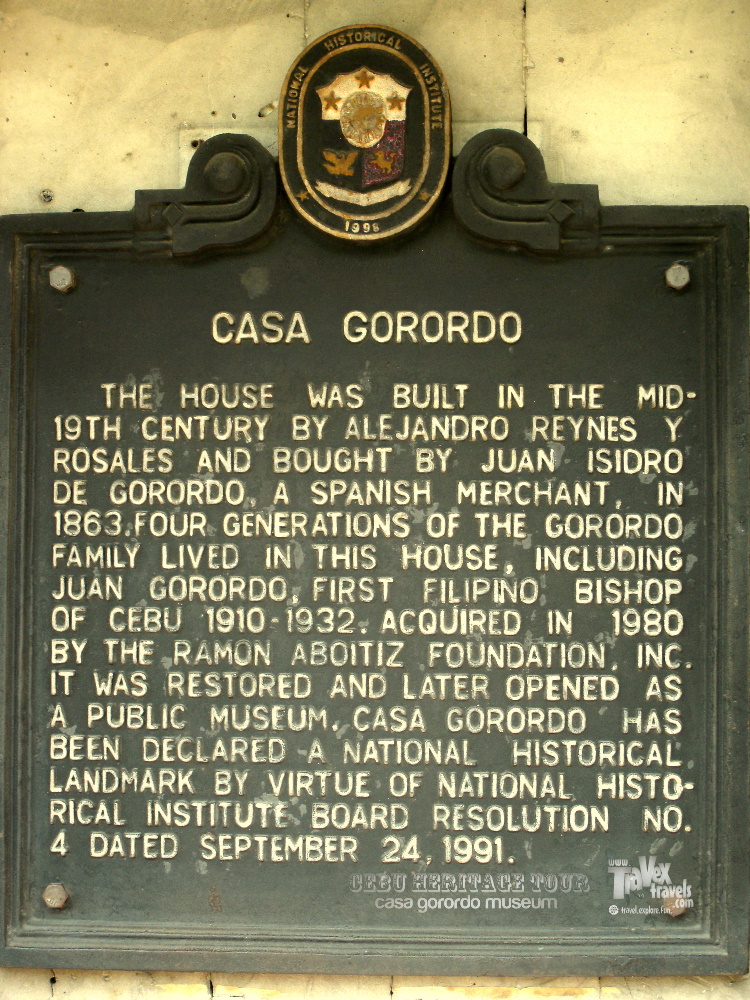 NATIONAL HISTORICAL INSTITUTE
1998
CASA GORORDO
THE HOUSE WAS BUILT IN THE MID-
19TH CENTURY BY ALEJANDRO REYNES Y
ROSALES AND BOUGHT BY JUAN ISIDRO
DE GORORDO, A SPANISH MERCHANT, IN
1863. FOUR GENERATIONS OF THE GORORDO
FAMILY LIVED IN THIS HOUSE, INCLUDING
JUAN GORORDO, FIRST FILIPINO BISHOP
OF CEBU 1910-1932. ACQUIRED IN 1980
BY THE RAMON ABOITIZ FOUNDATION, INC.
IT WAS RESTORED AND LATER OPENED AS
A PUBLIC MUSEUM. CASA GORORDO HAS
BEEN DECLARED A NATIONAL HISTORICAL
LANDMARK BY VIRTUE OF NATIONAL HISTO-
RICAL INSTITUTE BOARD RESOLUTION NO.
4 DATED SEPTEMBER 24, 1991.
CEBU HERITAGE TOUR
casa gorordo museum
www
TraVex
travels
.com
travel.explore.fun.